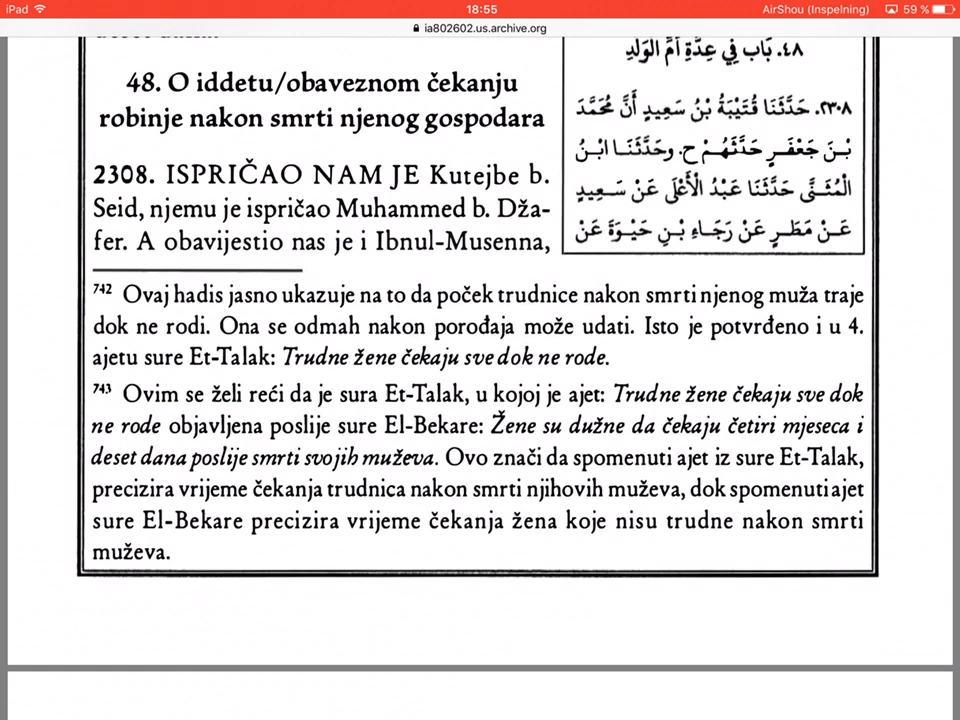 iPad 18:55 AirShou (Inspelning) 59 %
ia802602.us.archive.org
48. O iddetu/obaveznom čekanju
robinje nakon smrti njenog gospodara
2308. ISPRIČAO NAM JE Kutejbe b.
Seid, njemu je ispričao Muhammed b. Dža-
fer. A obavijestio nas je i Ibnul-Musenna,
٤٨. بَاب فِي عِدَّةِ أُمِّ الْوَلَدِ
٢٣٠٨. حَدَّثَنَا قُتَيْبَةُ بْنُ سَعِيدٍ أَنَّ مُحَمَّدَ
بْنَ جَعْفَرٍ حَدَّثَهُمْ ح. وحَدَّثَنَا ابْنُ
الْمُثَنَّى حَدَّثَنَا عَبْدُ الْأَعْلَى عَنْ سَعِيدٍ
عَنْ مَطَرٍ عَنْ رَجَاءِ بْنِ حَيْوَةَ عَنْ
742 Ovaj hadis jasno ukazuje na to da poček trudnice nakon smrti njenog muža traje
dok ne rodi. Ona se odmah nakon porođaja može udati. Isto je potvrđeno i u 4.
ajetu sure Et-Talak: Trudne žene čekaju sve dok ne rode.
743 Ovim se želi reći da je sura Et-Talak, u kojoj je ajet: Trudne žene čekaju sve dok
ne rode objavljena poslije sure El-Bekare: Žene su dužne da čekaju četiri mjeseca i
deset dana poslije smrti svojih muževa. Ovo znači da spomenuti ajet iz sure Et-Talak,
precizira vrijeme čekanja trudnica nakon smrti njihovih muževa, dok spomenuti ajet
sure El-Bekare precizira vrijeme čekanja žena koje nisu trudne nakon smrti
muževa.